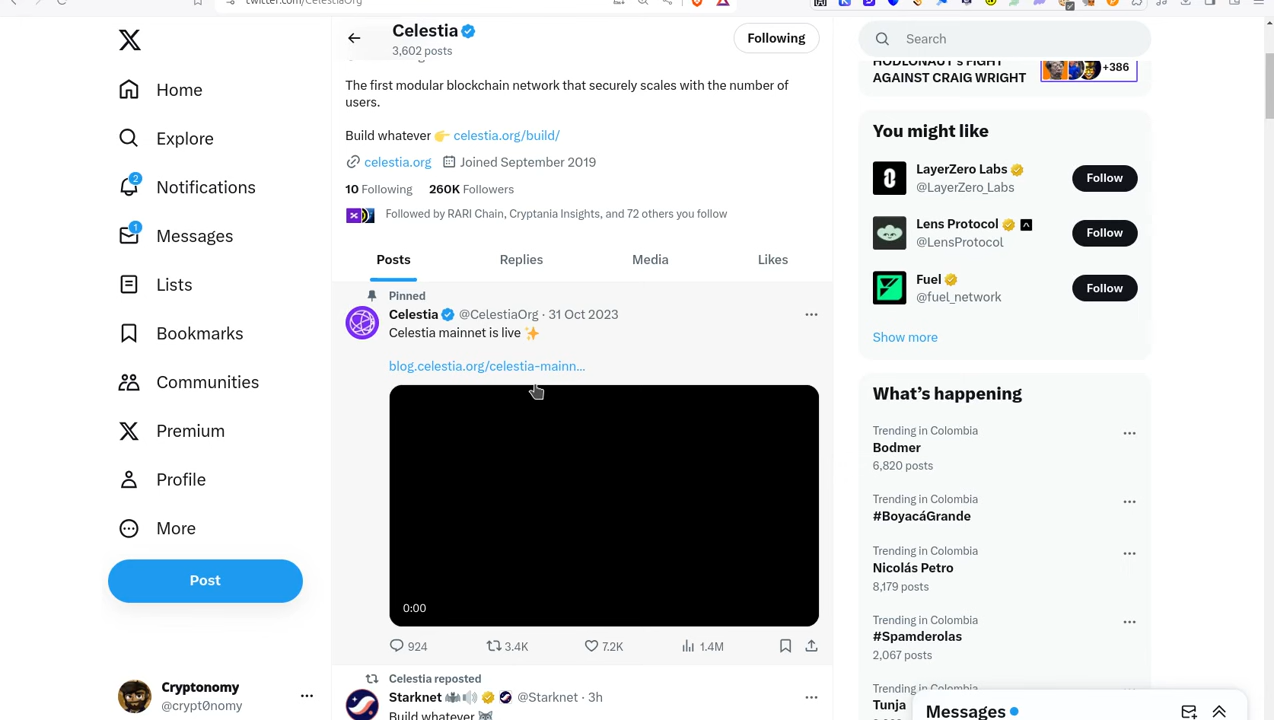 twitter.com/CelestiaOrg
Celestia
3,602 posts
Following
The first modular blockchain network that securely scales with the number of
users.
Build whatever 👉 celestia.org/build/
celestia.org Joined September 2019
10 Following 260K Followers
Followed by RARI Chain, Cryptania Insights, and 72 others you follow
Posts Replies Media Likes
Pinned
Celestia @CelestiaOrg · 31 Oct 2023
Celestia mainnet is live ✨
blog.celestia.org/celestia-mainn...
0:00
924 3.4K 7.2K 1.4M
Celestia reposted
Starknet @Starknet · 3h
Build whatever
Home
Explore
2
Notifications
1
Messages
Lists
Bookmarks
Communities
Premium
Profile
More
Post
Cryptonomy
@crypt0nomy
Search
HODLONAUT's FIGHT
AGAINST CRAIG WRIGHT
+386
You might like
LayerZero Labs
@LayerZero_Labs
Follow
Lens Protocol
@LensProtocol
Follow
Fuel
@fuel_network
Follow
Show more
What's happening
Trending in Colombia
Bodmer
6,820 posts
Trending in Colombia
#BoyacáGrande
Trending in Colombia
Nicolás Petro
8,179 posts
Trending in Colombia
#Spamderolas
2,067 posts
Trending in Colombia
Tunja
Messages